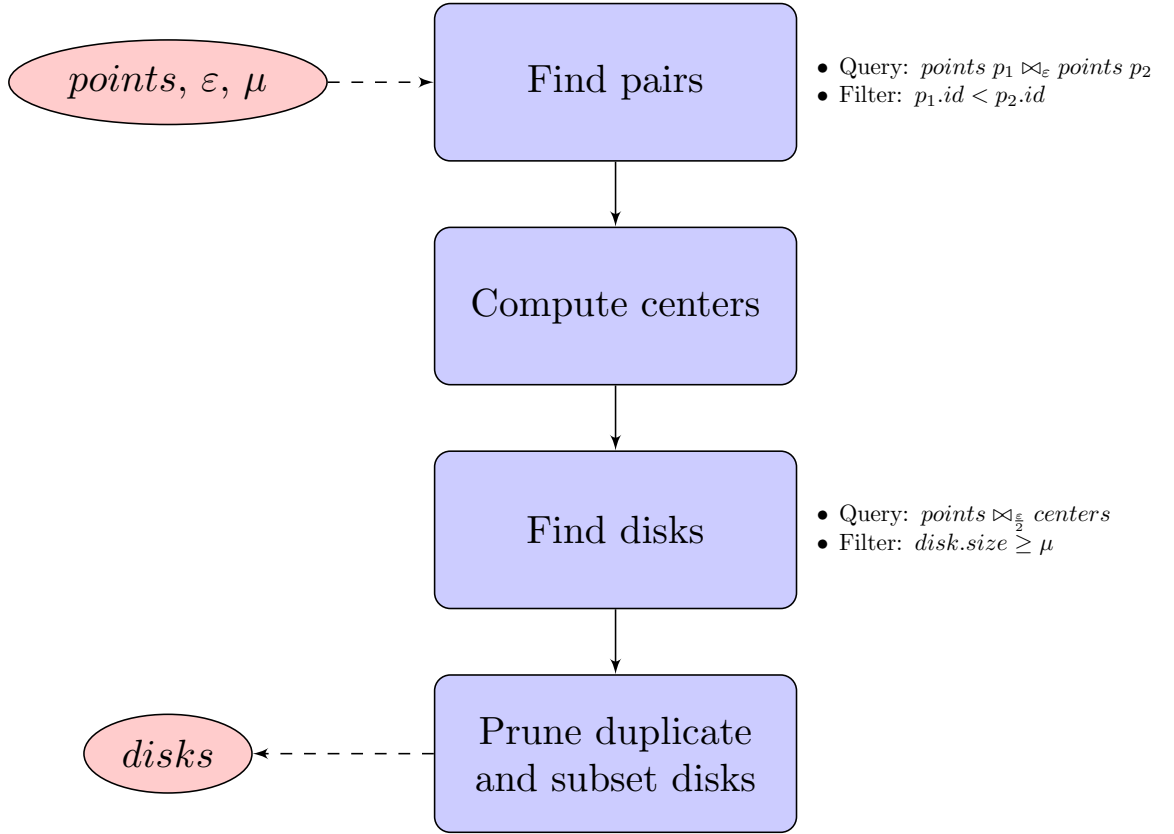 points, ε, μ
Find pairs
• Query: points p₁ ⋈_ε points p₂
• Filter: p₁.id < p₂.id
Compute centers
Find disks
• Query: points ⋈_{ε/2} centers
• Filter: disk.size ≥ μ
Prune duplicate
and subset disks
disks